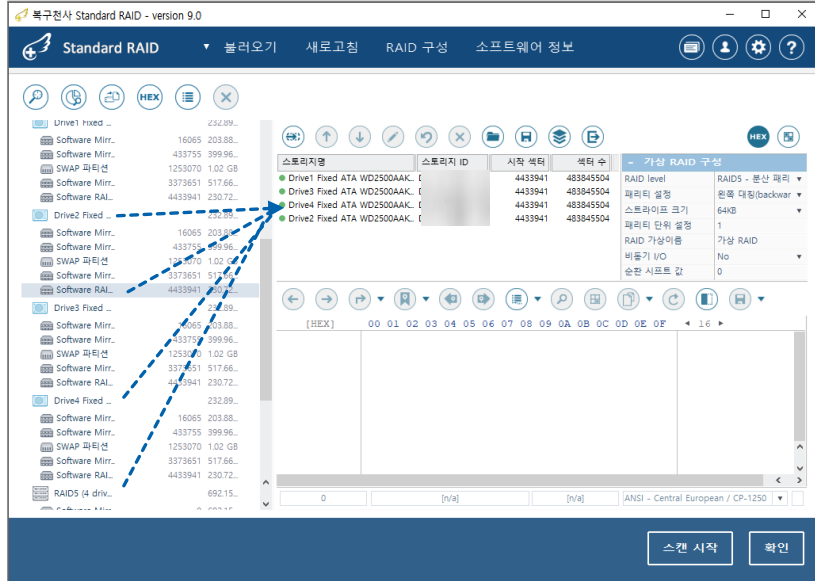 복구천사 Standard RAID - version 9.0
Standard RAID ▼ 불러오기 새로고침 RAID 구성 소프트웨어 정보
HEX
Drive1 Fixed ... 232.89...
Software Mirr... 16065 203.88...
Software Mirr... 433755 399.96...
SWAP 파티션 1253070 1.02 GB
Software Mirr... 3373651 517.66...
Software RAI... 4433941 230.72...
Drive2 Fixed ... 232.89...
Software Mirr... 16065 203.88...
Software Mirr... 433755 399.96...
SWAP 파티션 1253070 1.02 GB
Software Mirr... 3373651 517.66...
Software RAI... 4433941 230.72...
Drive3 Fixed ... 232.89...
Software Mirr... 16065 203.88...
Software Mirr... 433755 399.96...
SWAP 파티션 1253070 1.02 GB
Software Mirr... 3373651 517.66...
Software RAI... 4433941 230.72...
Drive4 Fixed ... 232.89...
Software Mirr... 16065 203.88...
Software Mirr... 433755 399.96...
SWAP 파티션 1253070 1.02 GB
Software Mirr... 3373651 517.66...
Software RAI... 4433941 230.72...
RAID5 (4 driv... 692.15...
HEX
스토리지명 스토리지 ID 시작 섹터 섹터 수
Drive1 Fixed ATA WD2500AAK... 4433941 483845504
Drive3 Fixed ATA WD2500AAK... 4433941 483845504
Drive4 Fixed ATA WD2500AAK... 4433941 483845504
Drive2 Fixed ATA WD2500AAK... 4433941 483845504
- 가상 RAID 구성
RAID level RAID5 - 분산 패리
패리티 설정 왼쪽 대칭(backwar
스트라이프 크기 64KB
패리티 단위 설정 1
RAID 가상이름 가상 RAID
비동기 I/O No
순환 시프트 값 0
[HEX] 00 01 02 03 04 05 06 07 08 09 0A 0B 0C 0D 0E 0F ◄ 16 ►
0 [n/a] [n/a] ANSI - Central European / CP-1250
스캔 시작 확인